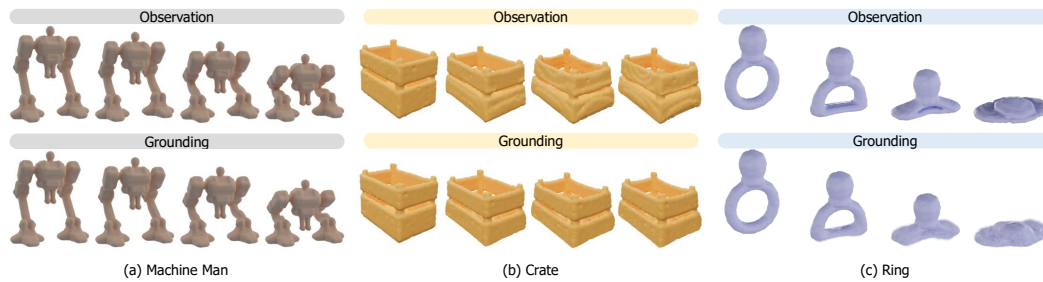 Observation
Observation
Observation
Grounding
Grounding
Grounding
(a) Machine Man
(b) Crate
(c) Ring